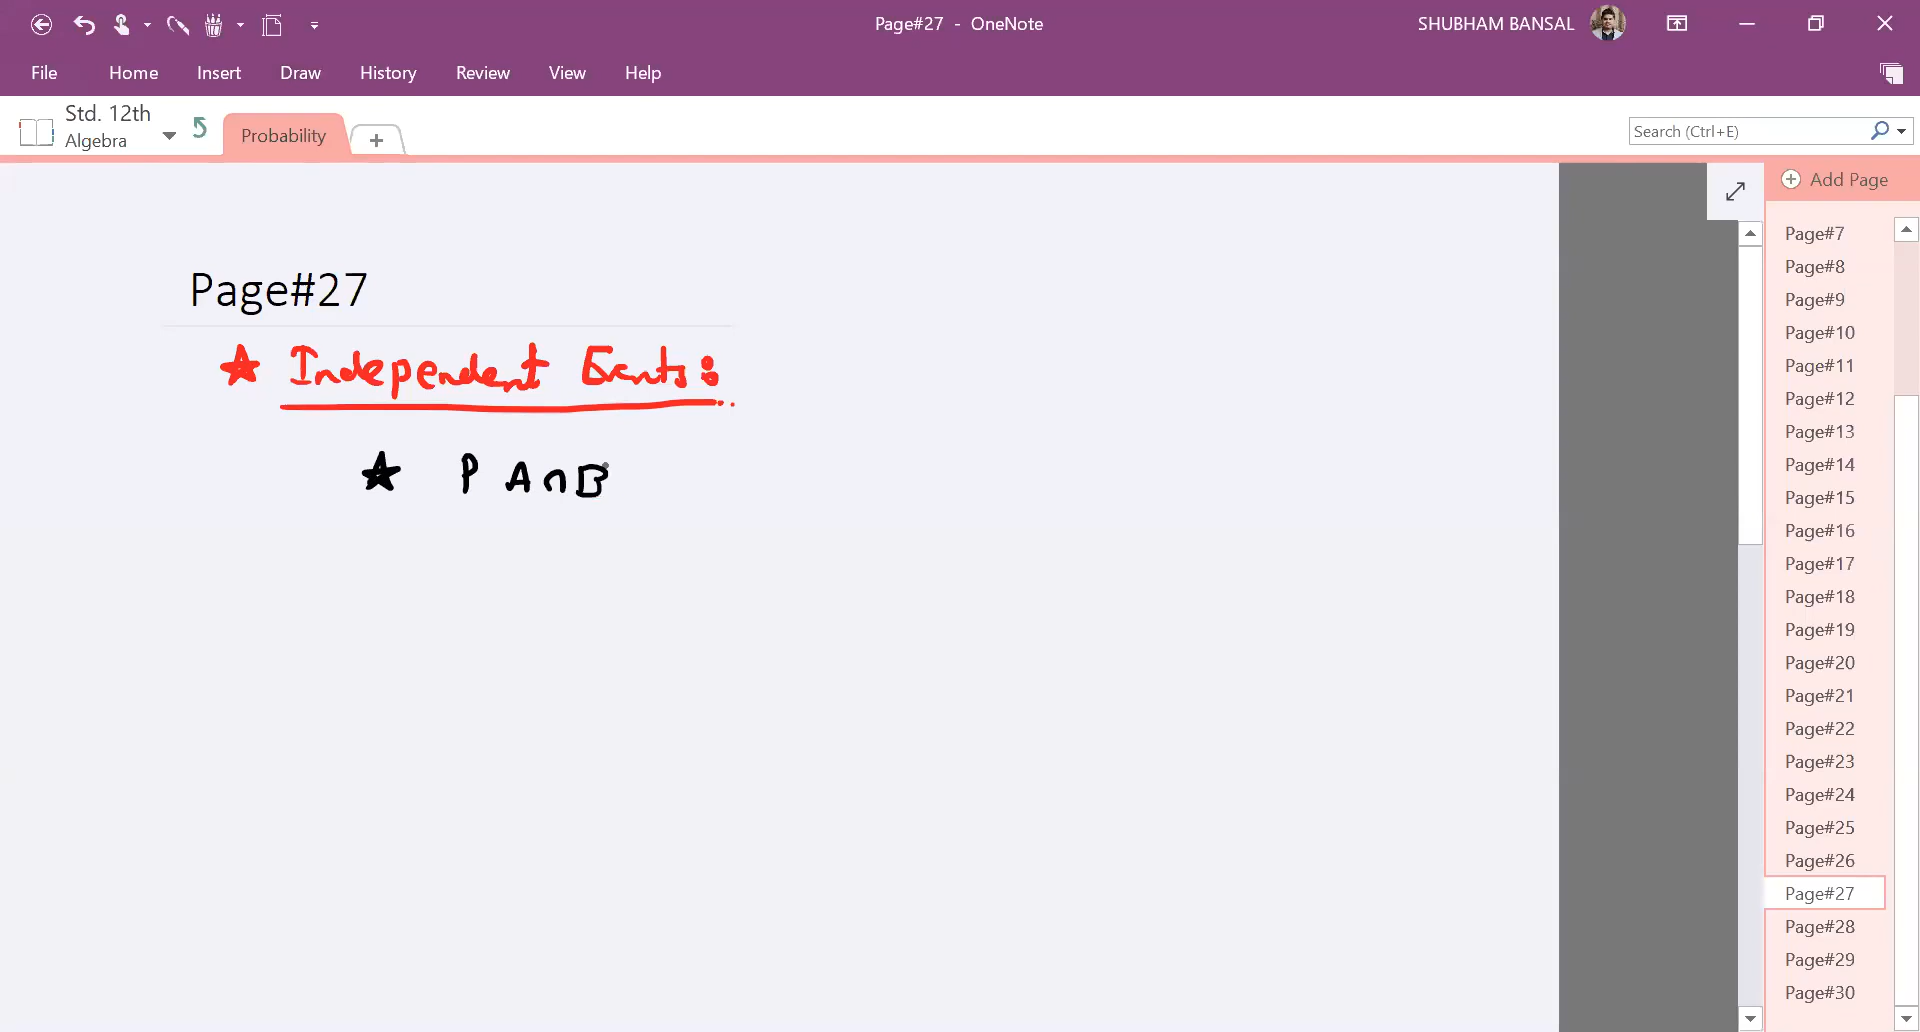 Page#27 - OneNote
SHUBHAM BANSAL
File Home Insert Draw History Review View Help
Std. 12th
Algebra
Probability
+
Search (Ctrl+E)
Add Page
Page#27
★ Independent Events:
★ P A∩B
Page#7
Page#8
Page#9
Page#10
Page#11
Page#12
Page#13
Page#14
Page#15
Page#16
Page#17
Page#18
Page#19
Page#20
Page#21
Page#22
Page#23
Page#24
Page#25
Page#26
Page#27
Page#28
Page#29
Page#30